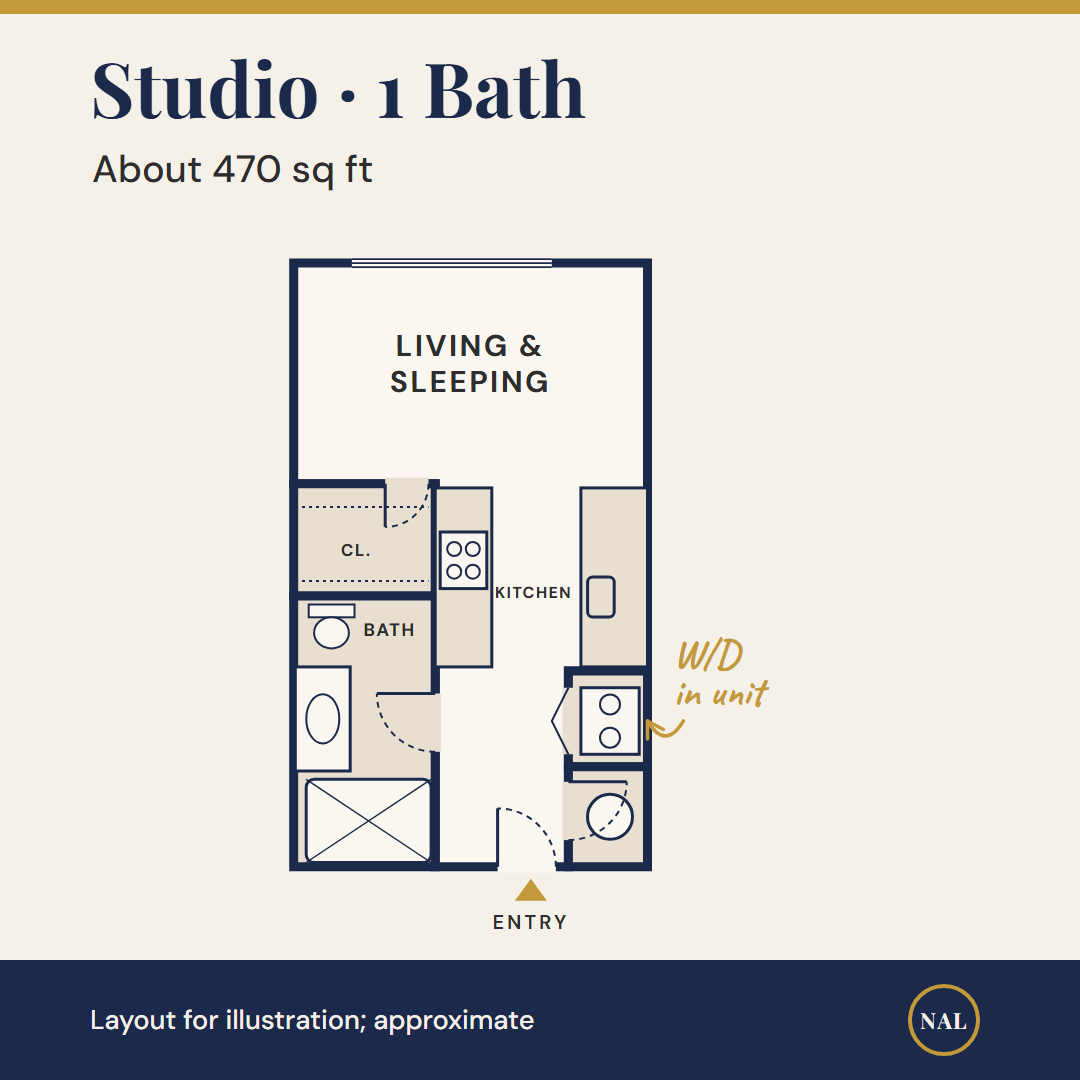 Studio · 1 Bath
About 470 sq ft
LIVING &
SLEEPING
CL.
KITCHEN
BATH
W/D
in unit
ENTRY
Layout for illustration; approximate
NAL